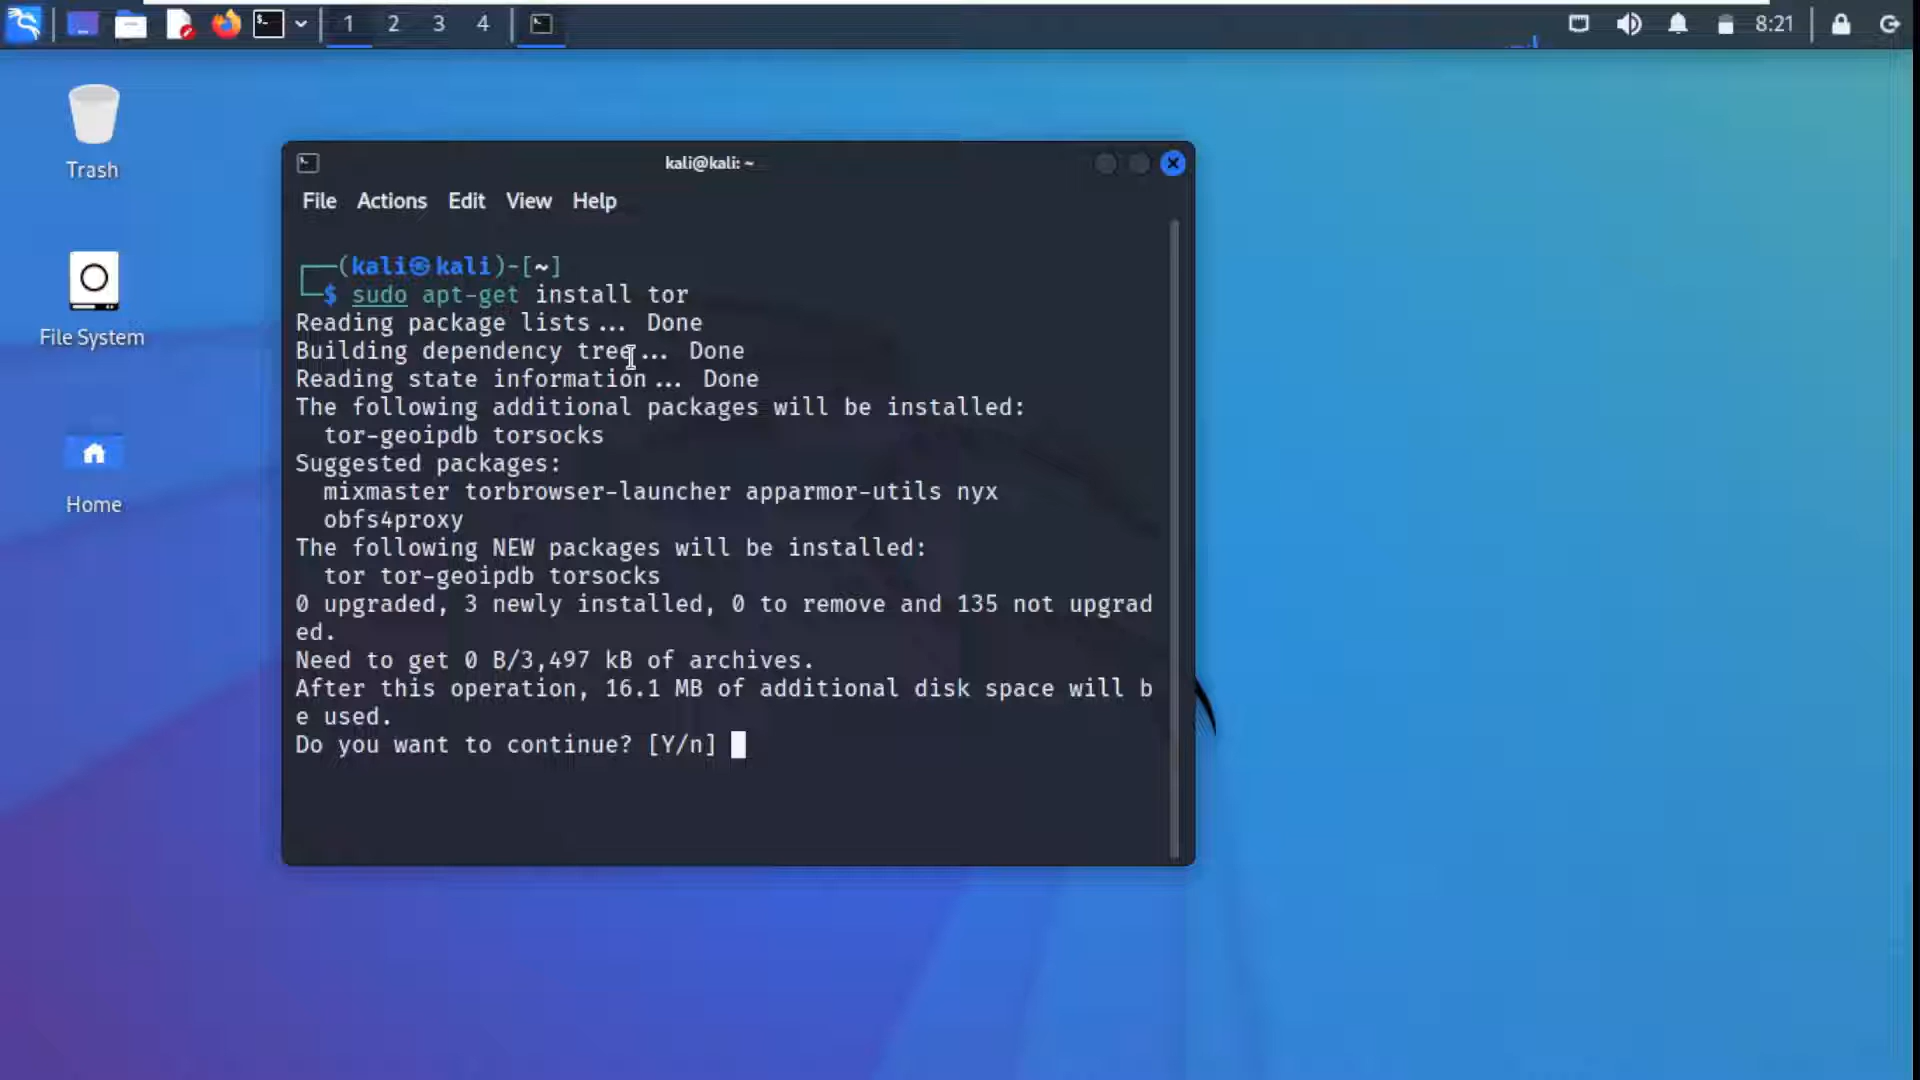 1 2 3 4
8:21
Trash
File System
Home
kali@kali: ~
File Actions Edit View Help
┌──(kali㉿kali)-[~]
└─$ sudo apt-get install tor
Reading package lists... Done
Building dependency tree... Done
Reading state information... Done
The following additional packages will be installed:
tor-geoipdb torsocks
Suggested packages:
mixmaster torbrowser-launcher apparmor-utils nyx
obfs4proxy
The following NEW packages will be installed:
tor tor-geoipdb torsocks
0 upgraded, 3 newly installed, 0 to remove and 135 not upgrad
ed.
Need to get 0 B/3,497 kB of archives.
After this operation, 16.1 MB of additional disk space will b
e used.
Do you want to continue? [Y/n]